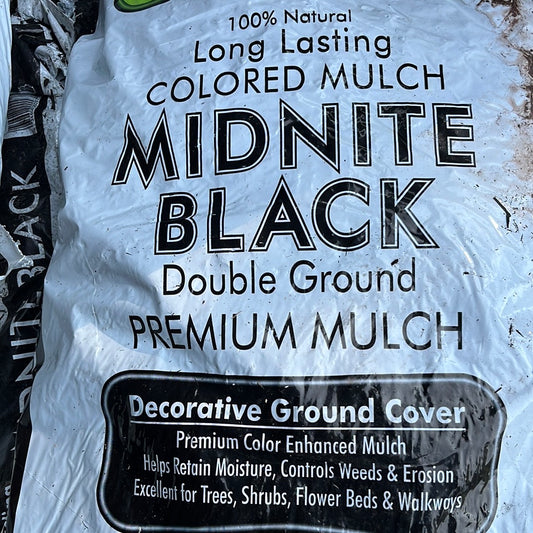 100% Natural
Long Lasting
COLORED MULCH
MIDNITE
BLACK
Double Ground
PREMIUM MULCH
Decorative Ground Cover
Premium Color Enhanced Mulch
Helps Retain Moisture, Controls Weeds & Erosion
Excellent for Trees, Shrubs, Flower Beds & Walkways
BLACK